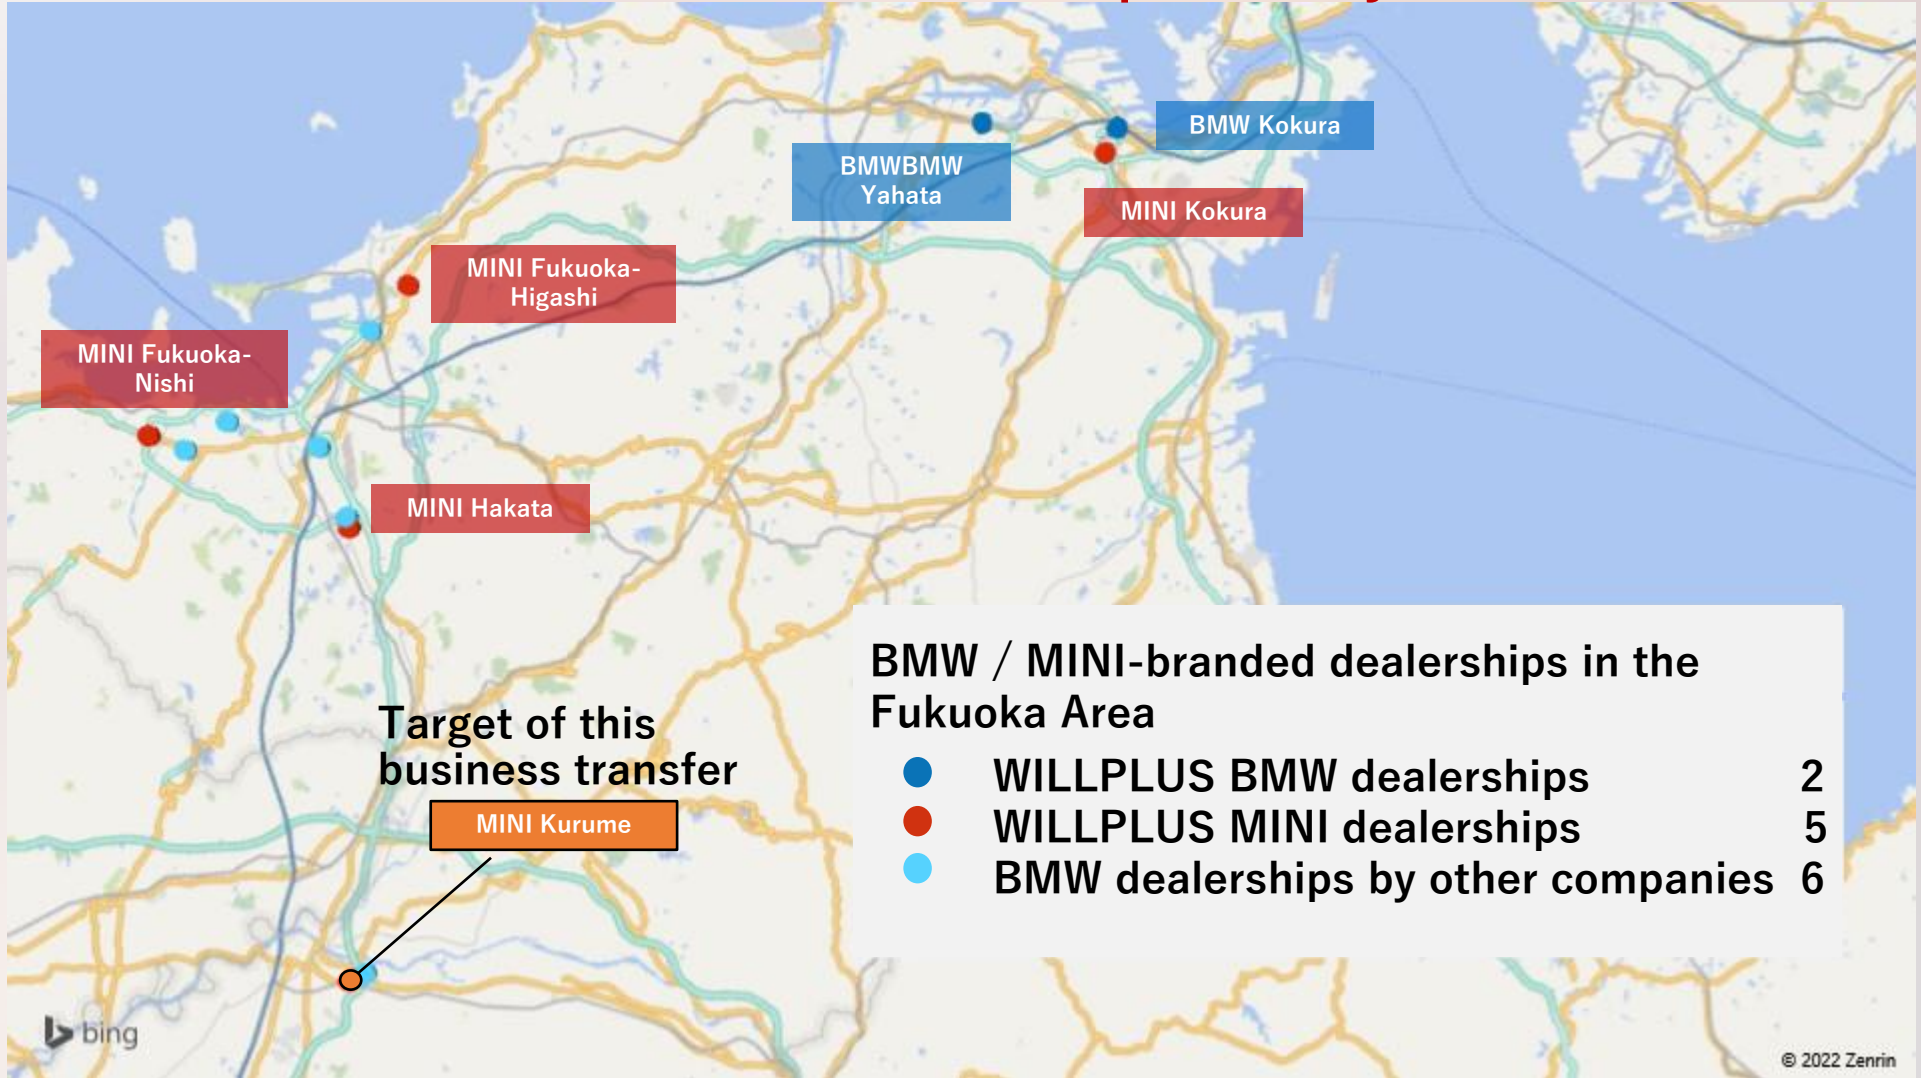 BMW Kokura
BMWBMW
Yahata
MINI Kokura
MINI Fukuoka-
Higashi
MINI Fukuoka-
Nishi
MINI Hakata
Target of this
business transfer
MINI Kurume
BMW / MINI-branded dealerships in the
Fukuoka Area
WILLPLUS BMW dealerships 2
WILLPLUS MINI dealerships 5
BMW dealerships by other companies 6
bing
© 2022 Zenrin